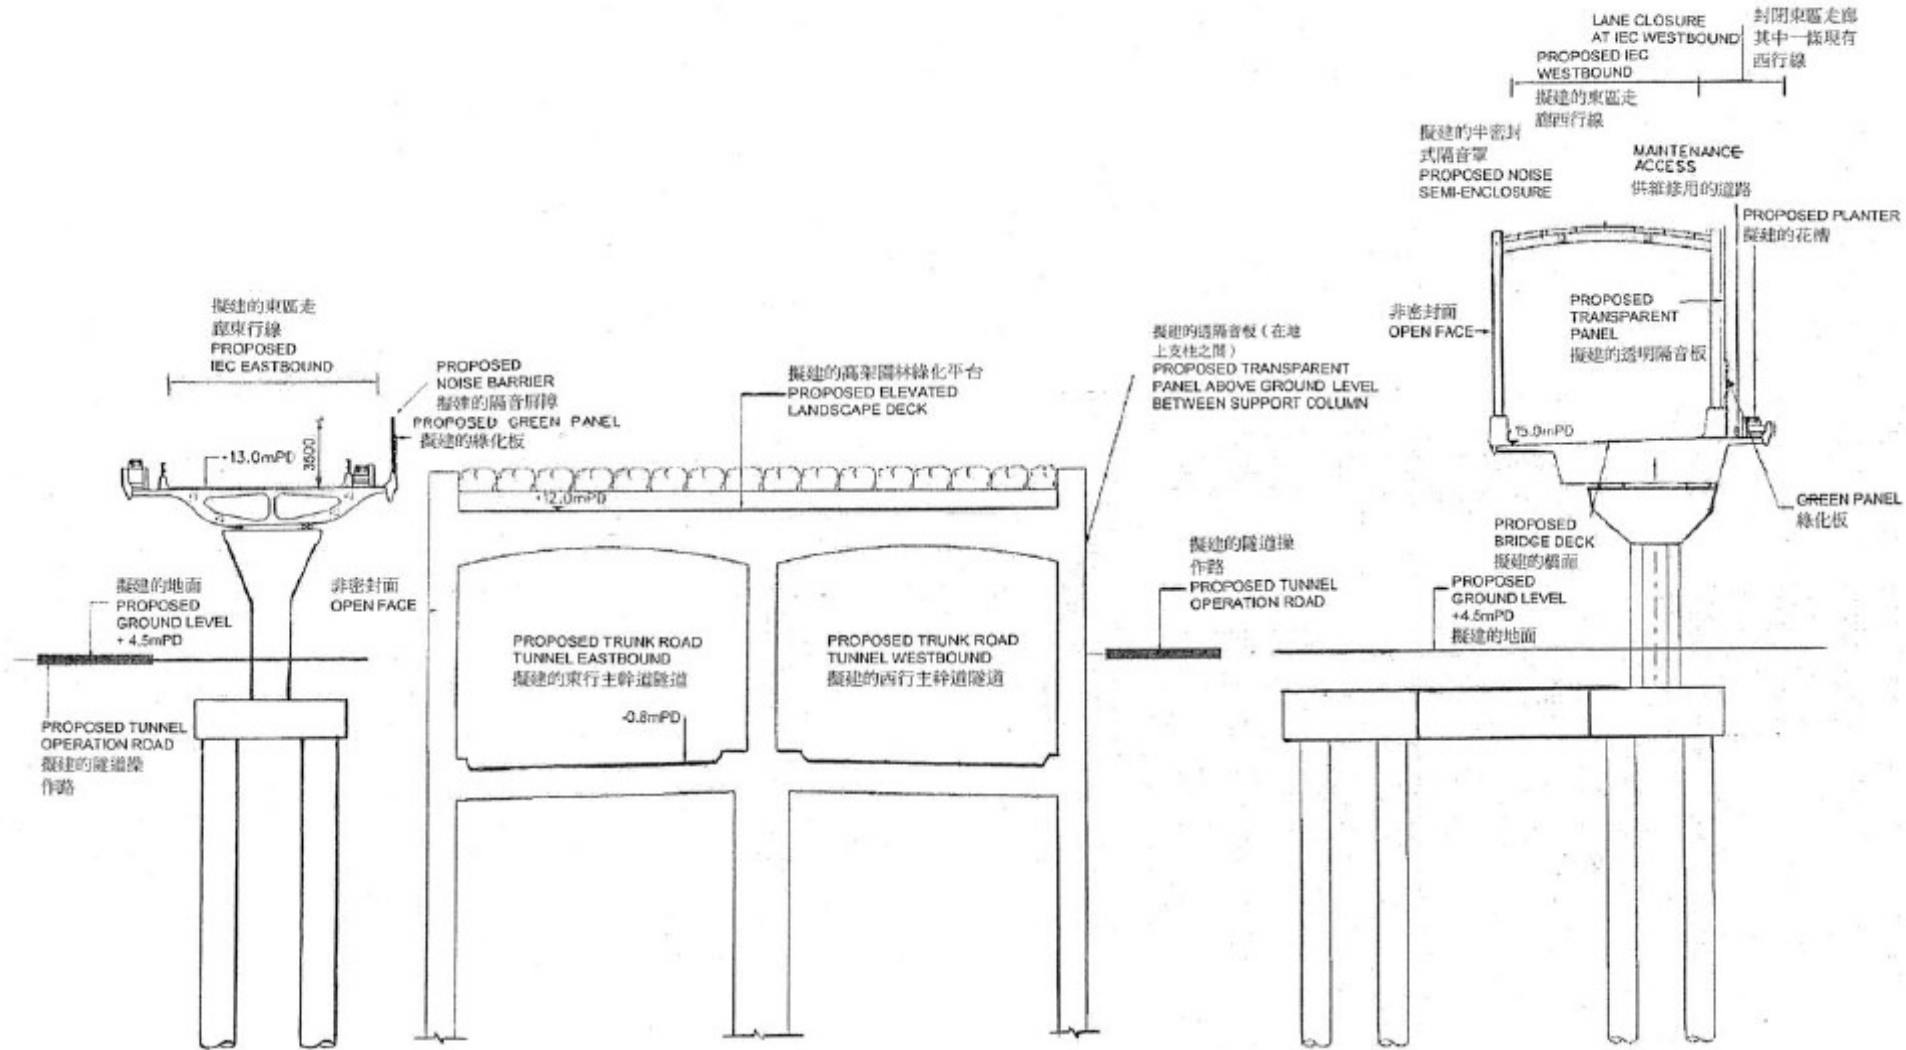 LANE CLOSURE
AT IEC WESTBOUND
封閉東區走廊
其中一條現有
西行線
PROPOSED IEC
WESTBOUND
擬建的東區走
廊西行線
擬建的半密封
式隔音罩
PROPOSED NOISE
SEMI-ENCLOSURE
MAINTENANCE
ACCESS
供維修用的道路
PROPOSED PLANTER
擬建的花槽
非密封面
OPEN FACE
PROPOSED
TRANSPARENT
PANEL
擬建的透明隔音板
15.0mPD
GREEN PANEL
綠化板
PROPOSED
BRIDGE DECK
擬建的橋面
PROPOSED
GROUND LEVEL
+4.5mPD
擬建的地面
擬建的東區走
廊東行線
PROPOSED
IEC EASTBOUND
PROPOSED
NOISE BARRIER
擬建的隔音屏障
PROPOSED GREEN PANEL
擬建的綠化板
+13.0mPD
3500
擬建的高架園林綠化平台
PROPOSED ELEVATED
LANDSCAPE DECK
擬建的透隔音板（在地
上支柱之間）
PROPOSED TRANSPARENT
PANEL ABOVE GROUND LEVEL
BETWEEN SUPPORT COLUMN
+12.0mPD
擬建的地面
PROPOSED
GROUND LEVEL
+ 4.5mPD
非密封面
OPEN FACE
擬建的隧道操
作路
PROPOSED TUNNEL
OPERATION ROAD
PROPOSED TRUNK ROAD
TUNNEL EASTBOUND
擬建的東行主幹道隧道
-0.8mPD
PROPOSED TRUNK ROAD
TUNNEL WESTBOUND
擬建的西行主幹道隧道
PROPOSED TUNNEL
OPERATION ROAD
擬建的隧道操
作路